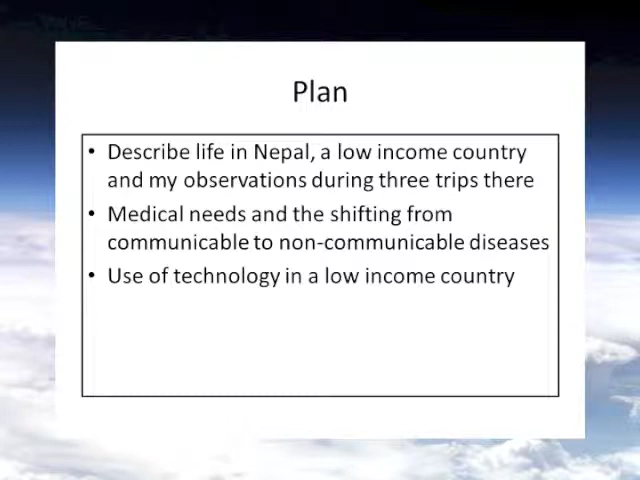 Plan
• Describe life in Nepal, a low income country
and my observations during three trips there
• Medical needs and the shifting from
communicable to non-communicable diseases
• Use of technology in a low income country